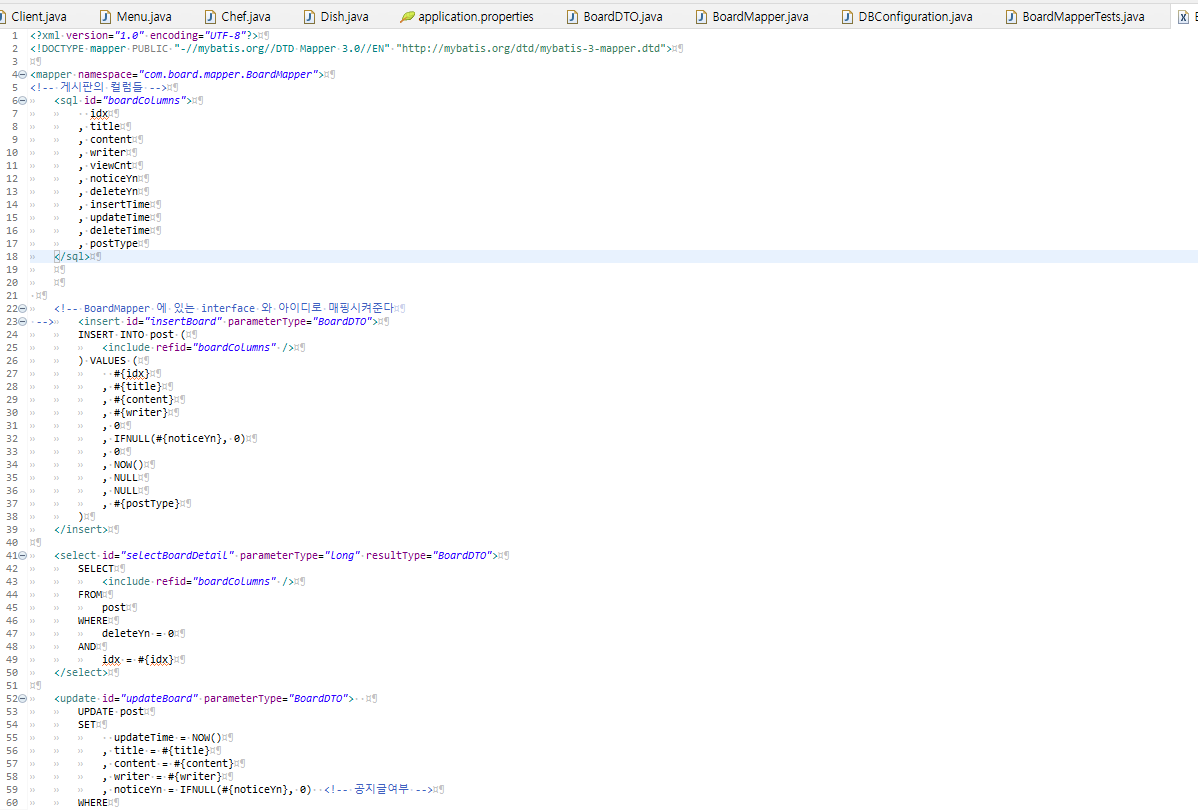 Client.java Menu.java Chef.java Dish.java application.properties BoardDTO.java BoardMapper.java DBConfiguration.java BoardMapperTests.java
1 <?xml version="1.0" encoding="UTF-8"?>
2 <!DOCTYPE mapper PUBLIC "-//mybatis.org//DTD Mapper 3.0//EN" "http://mybatis.org/dtd/mybatis-3-mapper.dtd">
3
4 <mapper namespace="com.board.mapper.BoardMapper">
5 <!-- 게시판의 컬럼들 -->
6 <sql id="boardColumns">
7 idx
8 , title
9 , content
10 , writer
11 , viewCnt
12 , noticeYn
13 , deleteYn
14 , insertTime
15 , updateTime
16 , deleteTime
17 , postType
18 </sql>
19
20
21
22 <!-- BoardMapper 에 있는 interface 와 아이디로 매핑시켜준다
23 --> <insert id="insertBoard" parameterType="BoardDTO">
24 INSERT INTO post (
25 <include refid="boardColumns" />
26 ) VALUES (
27 #{idx}
28 , #{title}
29 , #{content}
30 , #{writer}
31 , 0
32 , IFNULL(#{noticeYn}, 0)
33 , 0
34 , NOW()
35 , NULL
36 , NULL
37 , #{postType}
38 )
39 </insert>
40
41 <select id="selectBoardDetail" parameterType="long" resultType="BoardDTO">
42 SELECT
43 <include refid="boardColumns" />
44 FROM
45 post
46 WHERE
47 deleteYn = 0
48 AND
49 idx = #{idx}
50 </select>
51
52 <update id="updateBoard" parameterType="BoardDTO">
53 UPDATE post
54 SET
55 updateTime = NOW()
56 , title = #{title}
57 , content = #{content}
58 , writer = #{writer}
59 , noticeYn = IFNULL(#{noticeYn}, 0) <!-- 공지글여부 -->
60 WHERE